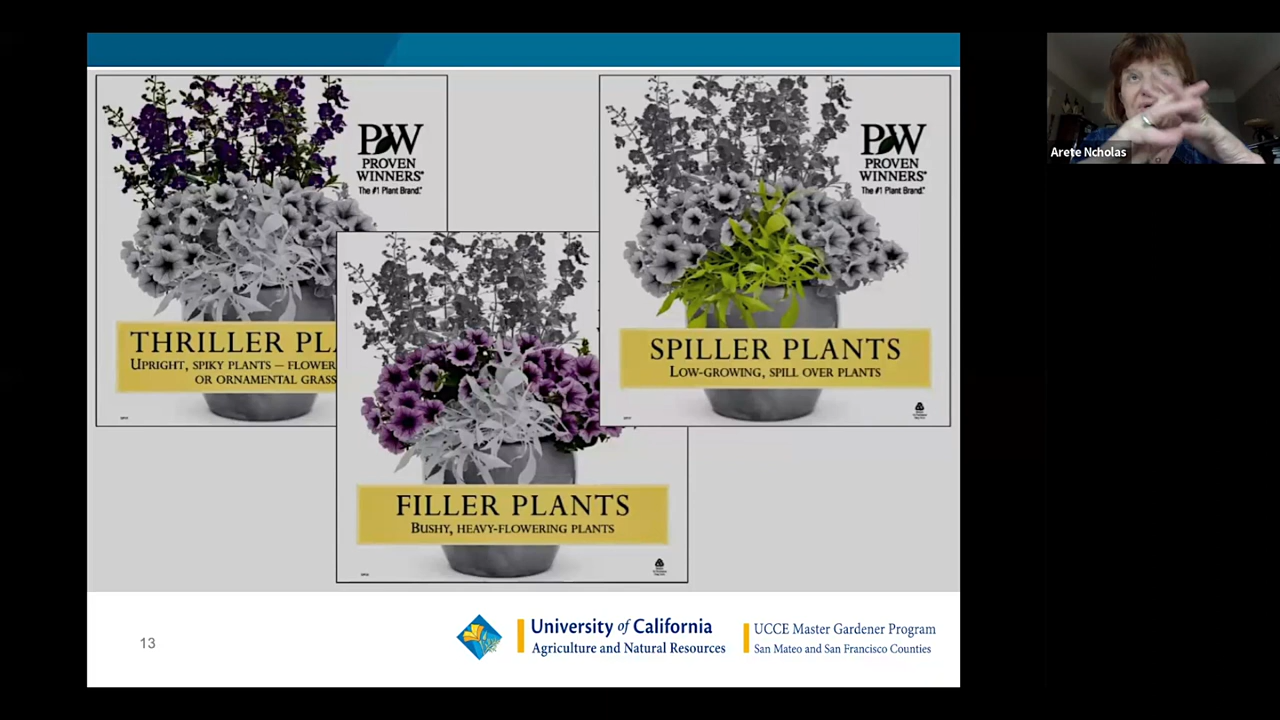 PW
PROVEN
WINNERS®
The #1 Plant Brand.®
THRILLER PLA
UPRIGHT, SPIKY PLANTS – FLOWER
OR ORNAMENTAL GRASS
FILLER PLANTS
BUSHY, HEAVY-FLOWERING PLANTS
PW
PROVEN
WINNERS®
The #1 Plant Brand.®
SPILLER PLANTS
LOW-GROWING, SPILL OVER PLANTS
Arete Ncholas
13
University of California
Agriculture and Natural Resources
UCCE Master Gardener Program
San Mateo and San Francisco Counties